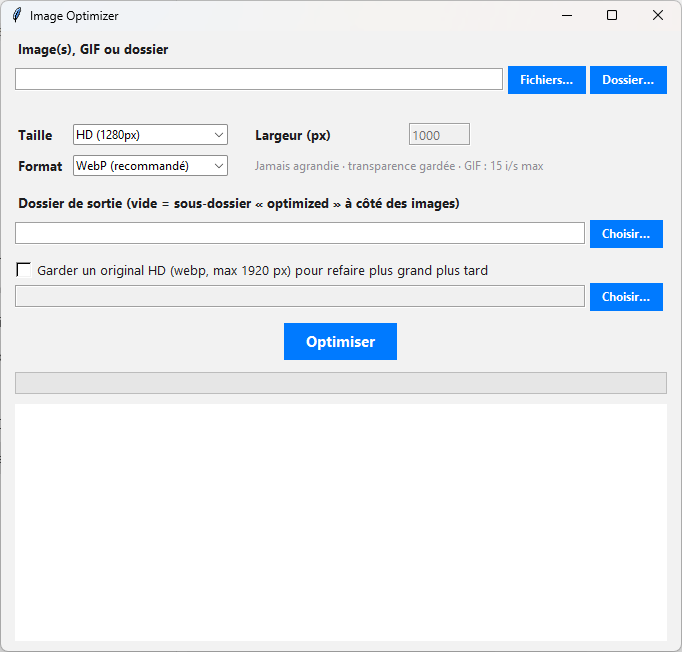 Image Optimizer
Image(s), GIF ou dossier
Fichiers... Dossier...
Taille HD (1280px) Largeur (px) 1000
Format WebP (recommandé) Jamais agrandie · transparence gardée · GIF : 15 i/s max
Dossier de sortie (vide = sous-dossier « optimized » à côté des images)
Choisir...
Garder un original HD (webp, max 1920 px) pour refaire plus grand plus tard
Choisir...
Optimiser